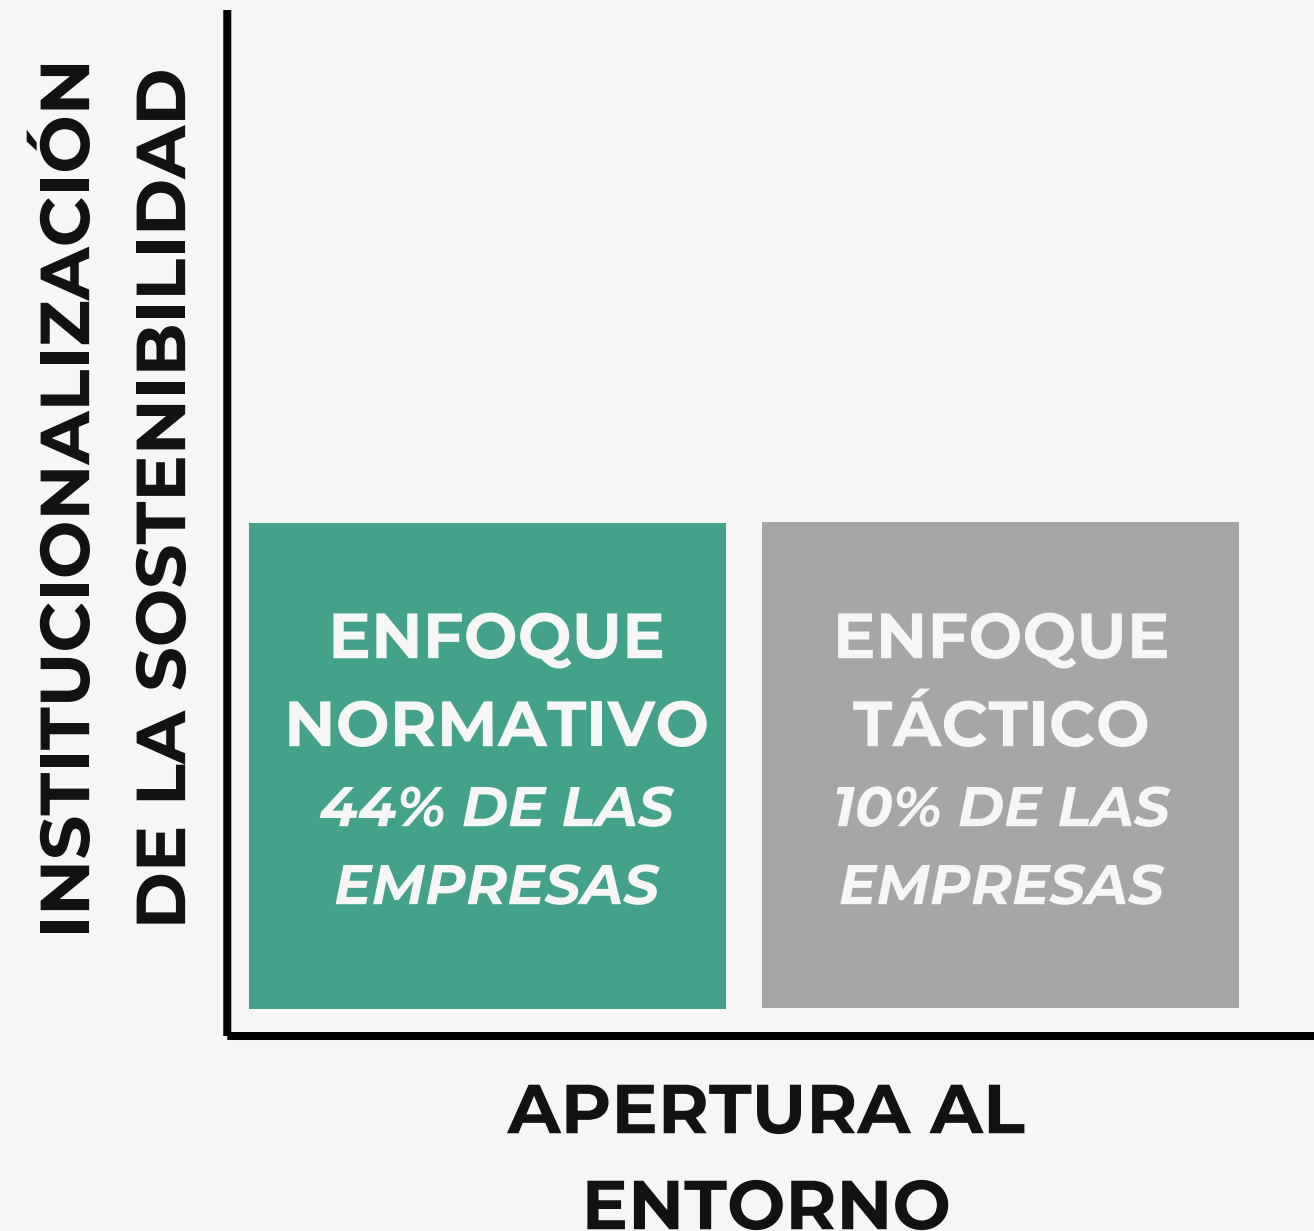 INSTITUCIONALIZACIÓN
DE LA SOSTENIBILIDAD
ENFOQUE
NORMATIVO
44% DE LAS
EMPRESAS
ENFOQUE
TÁCTICO
10% DE LAS
EMPRESAS
APERTURA AL
ENTORNO